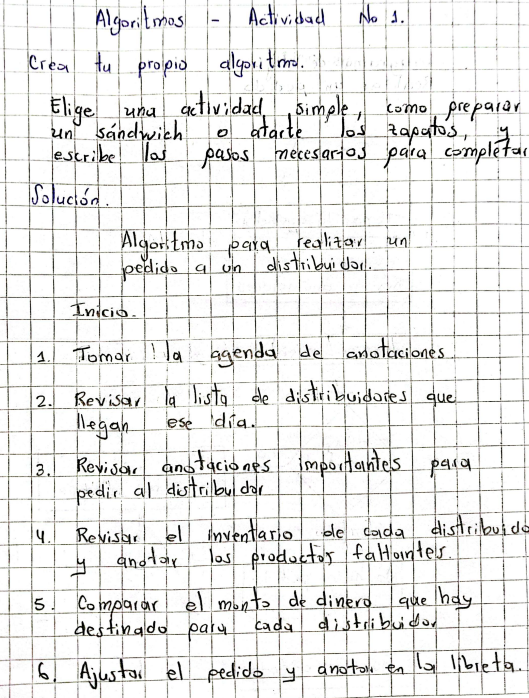 Algoritmos - Actividad No 1.
Crea tu propio algoritmo.
Elige una actividad simple, como preparar
un sándwich o atarte los zapatos, y
escribe los pasos necesarios para completar
Solución.
Algoritmo para realizar un
pedido a un distribuidor.
Inicio.
1. Tomar la agenda de anotaciones
2. Revisar la lista de distribuidores que
llegan ese día.
3. Revisar anotaciones importantes para
pedir al distribuidor
4. Revisar el inventario de cada distribuido
y anotar los productos faltantes.
5. Comparar el monto de dinero que hay
destinado para cada distribuidor
6. Ajustar el pedido y anotar en la libreta.